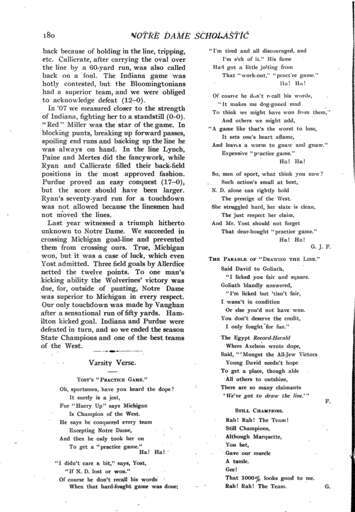 180
NOTRE DAME SCHOLASTIC
back because of holding in the line, tripping,
etc. Callicrate, after carrying the oval over
the line by a 60-yard run, was also called
back on a foul. The Indiana game was
hotly contested, but the Bloomingtonians
had a superior team, and we were obliged
to acknowledge defeat (12-0).
In '07 we measured closer to the strength
of Indiana, fighting her to a standstill (0-0).
"Red" Miller was the star of the game. In
blocking punts, breaking up forward passes,
spoiling end runs and backing up the line he
was always on hand. In the line Lynch,
Paine and Mertes did the fancywork, while
Ryan and Callicrate filled their back-field
positions in the most approved fashion.
Purdue proved an easy conquest (17-0),
but the score should have been larger.
Ryan's seventy-yard run for a touchdown
was not allowed because the linesmen had
not moved the lines.
Last year witnessed a triumph hitherto
unknown to Notre Dame. We succeeded in
crossing Michigan goal-line and prevented
them from crossing ours. True, Michigan
won, but it was a case of luck, which even
Yost admitted. Three field goals by Allerdice
netted the twelve points. To one man's
kicking ability the Wolverines' victory was
due, for, outside of punting, Notre Dame
was superior to Michigan in every respect.
Our only touchdown was made by Vaughan
after a sensational run of fifty yards. Ham-
ilton kicked goal. Indiana and Purdue were
defeated in turn, and so we ended the season
State Champions and one of the best teams
of the West.
Varsity Verse.
YOST'S "PRACTICE GAME."
Oh, sportsmen, have you heard the dope?
It surely is a jest,
For "Hurry Up" says Michigan
Is Champion of the West.
He says he conquered every team
Excepting Notre Dame,
And then he only took her on
To get a "practice game."
Ha! Ha!
"I didn't care a bit," says, Yost,
"If N. D. lost or won."
Of course he don't recall his words
When that hard-fought game was done;
"I'm tired and all discouraged, and
I'm sick of it." His fame
Had got a little jolting from
That "work-out," "practice game."
Ha! Ha!
Of course he don't recall his words,
"It makes me dog-goned mad
To think we might have won from them,"
And others we might add,
"A game like that's the worst to lose,
It sets one's heart aflame,
And leaves a worm to gnaw and gnaw."
Expensive "practice game."
Ha! Ha!
So, men of sport, what think you now?
Such action's small at best,
N. D. alone can rightly hold
The prestige of the West.
She struggled hard, her slate is clean,
The just respect her claim,
And Mr. Yost should not forget
That dear-bought "practice game."
Ha! Ha!
G. J. F.
THE PARABLE OF "DRAWING THE LINE."
Said David to Goliath,
"I licked you fair and square.
Goliath blandly answered,
"I'm licked but 'tisn't fair,
I wasn't in condition
Or else you'd not have won.
You don't deserve the credit,
I only fought for fun."
The Egypt Record-Herald
Where Axelson wrote dope,
Said, "'Mongst the All-Jew Victors
Young David needn't hope
To get a place, though able
All others to outshine,
There are so many claimants
"We've got to draw the line."
F.
STILL CHAMPIONS.
Rah! Rah! The Team!
Still Champions,
Although Marquette,
You bet,
Gave our muscle
A tussle.
Gee!
That 1000% looks good to me.
Rah! Rah! The Team.
G.